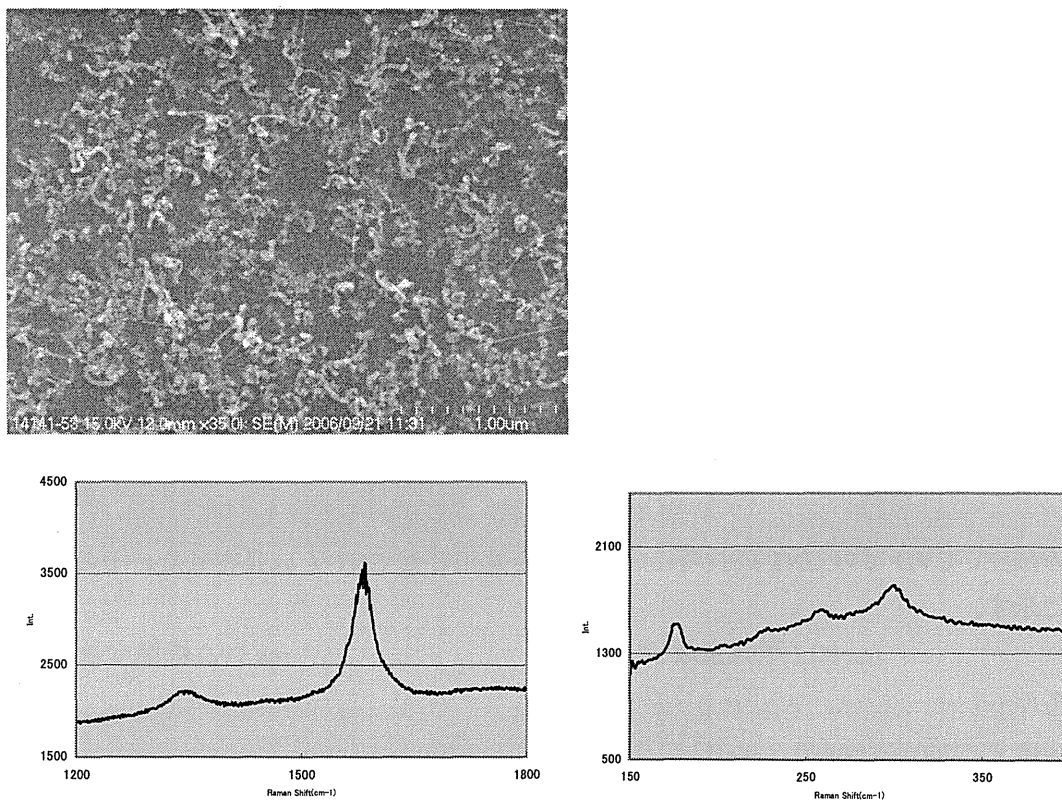 14141-53 15.0kV 12.0mm x35.0k SE(M) 2006/09/21 11:31 1.00um
4500
3500
2500
1500
Int.
1200 1500 1800
Raman Shift(cm-1)
2100
1300
500
Int.
150 250 350
Raman Shift(cm-1)